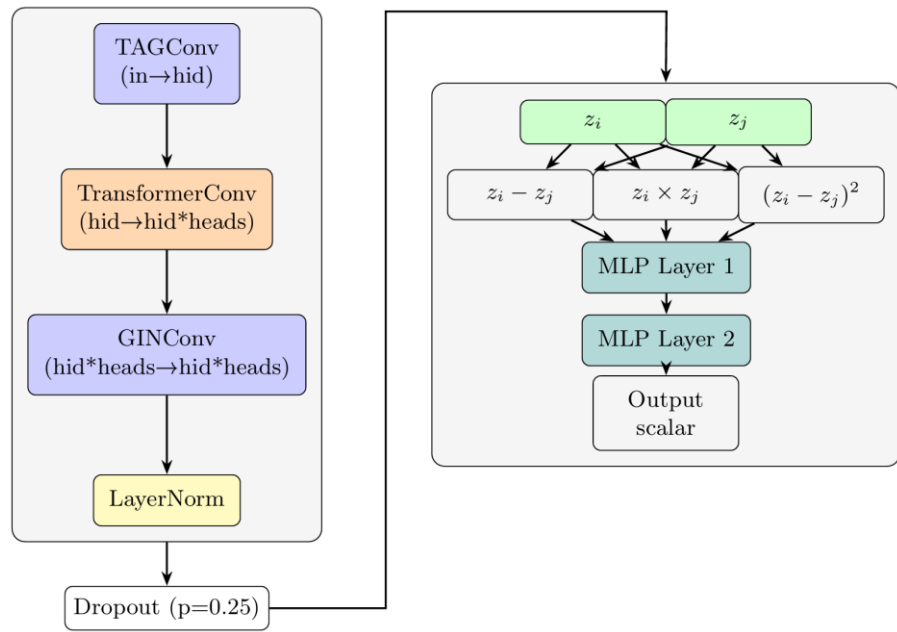 TAGConv
(in→hid)
TransformerConv
(hid→hid*heads)
GINConv
(hid*heads→hid*heads)
LayerNorm
Dropout (p=0.25)
z_i
z_j
z_i − z_j
z_i × z_j
(z_i − z_j)^2
MLP Layer 1
MLP Layer 2
Output
scalar